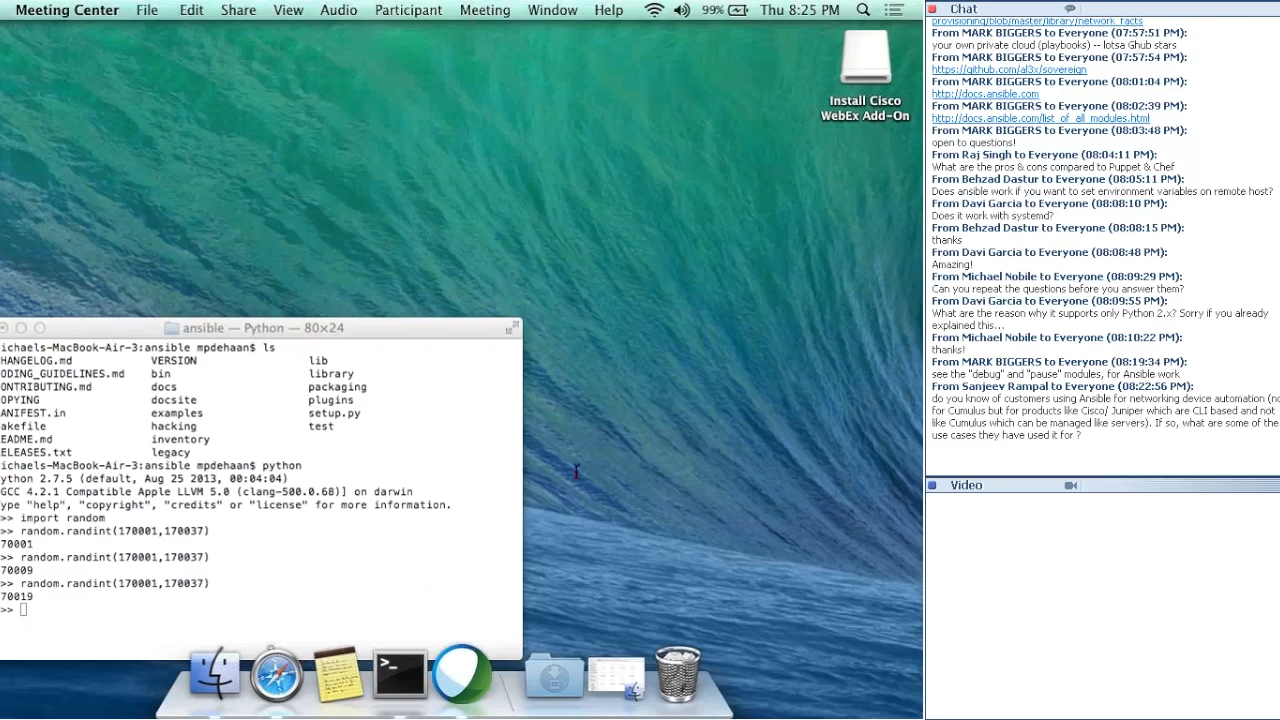 Meeting Center File Edit Share View Audio Participant Meeting Window Help 99% Thu 8:25 PM
Install Cisco
WebEx Add-On
ansible — Python — 80×24
ichaels-MacBook-Air-3:ansible mpdehaan$ ls
HANGELOG.md VERSION lib
ODING_GUIDELINES.md bin library
ONTRIBUTING.md docs packaging
OPYING docsite plugins
ANIFEST.in examples setup.py
akefile hacking test
EADME.md inventory
ELEASES.txt legacy
ichaels-MacBook-Air-3:ansible mpdehaan$ python
ython 2.7.5 (default, Aug 25 2013, 00:04:04)
GCC 4.2.1 Compatible Apple LLVM 5.0 (clang-500.0.68)] on darwin
ype "help", "copyright", "credits" or "license" for more information.
>> import random
>> random.randint(170001,170037)
70001
>> random.randint(170001,170037)
70009
>> random.randint(170001,170037)
70019
>>
Chat
provisioning/blob/master/library/network_facts
From MARK BIGGERS to Everyone (07:57:51 PM):
your own private cloud (playbooks) -- lotsa Ghub stars
From MARK BIGGERS to Everyone (07:57:54 PM):
https://github.com/al3x/sovereign
From MARK BIGGERS to Everyone (08:01:04 PM):
http://docs.ansible.com
From MARK BIGGERS to Everyone (08:02:39 PM):
http://docs.ansible.com/list_of_all_modules.html
From MARK BIGGERS to Everyone (08:03:48 PM):
open to questions!
From Raj Singh to Everyone (08:04:11 PM):
What are the pros & cons compared to Puppet & Chef
From Behzad Dastur to Everyone (08:05:11 PM):
Does ansible work if you want to set environment variables on remote host?
From Davi Garcia to Everyone (08:08:10 PM):
Does it work with systemd?
From Behzad Dastur to Everyone (08:08:15 PM):
thanks
From Davi Garcia to Everyone (08:08:48 PM):
Amazing!
From Michael Nobile to Everyone (08:09:29 PM):
Can you repeat the questions before you answer them?
From Davi Garcia to Everyone (08:09:55 PM):
What are the reason why it supports only Python 2.x? Sorry if you already
explained this...
From Michael Nobile to Everyone (08:10:22 PM):
thanks!
From MARK BIGGERS to Everyone (08:19:34 PM):
see the "debug" and "pause" modules, for Ansible work
From Sanjeev Rampal to Everyone (08:22:56 PM):
do you know of customers using Ansible for networking device automation (no
for Cumulus but for products like Cisco/ Juniper which are CLI based and not
like Cumulus which can be managed like servers). If so, what are some of the
use cases they have used it for ?
Video